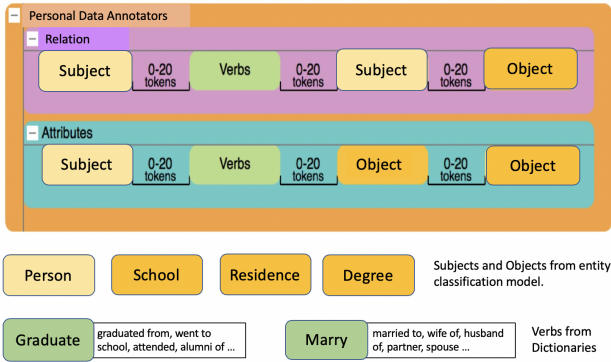 Personal Data Annotators
Relation
Subject 0-20 tokens Verbs 0-20 tokens Subject 0-20 tokens Object
Attributes
Subject 0-20 tokens Verbs 0-20 tokens Object 0-20 tokens Object
Person School Residence Degree
Subjects and Objects from entity
classification model.
Graduate
graduated from, went to
school, attended, alumni of ...
Marry
married to, wife of, husband
of, partner, spouse ...
Verbs from
Dictionaries